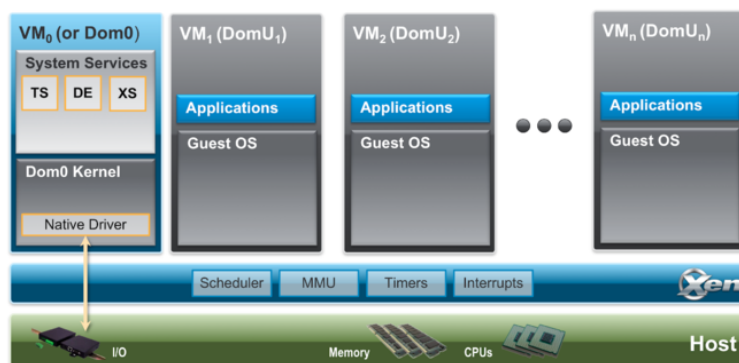 VM0 (or Dom0)
System Services
TS DE XS
Dom0 Kernel
Native Driver
VM1 (DomU1)
Applications
Guest OS
VM2 (DomU2)
Applications
Guest OS
VMn (DomUn)
Applications
Guest OS
Scheduler MMU Timers Interrupts
Xen
I/O Memory CPUs Host